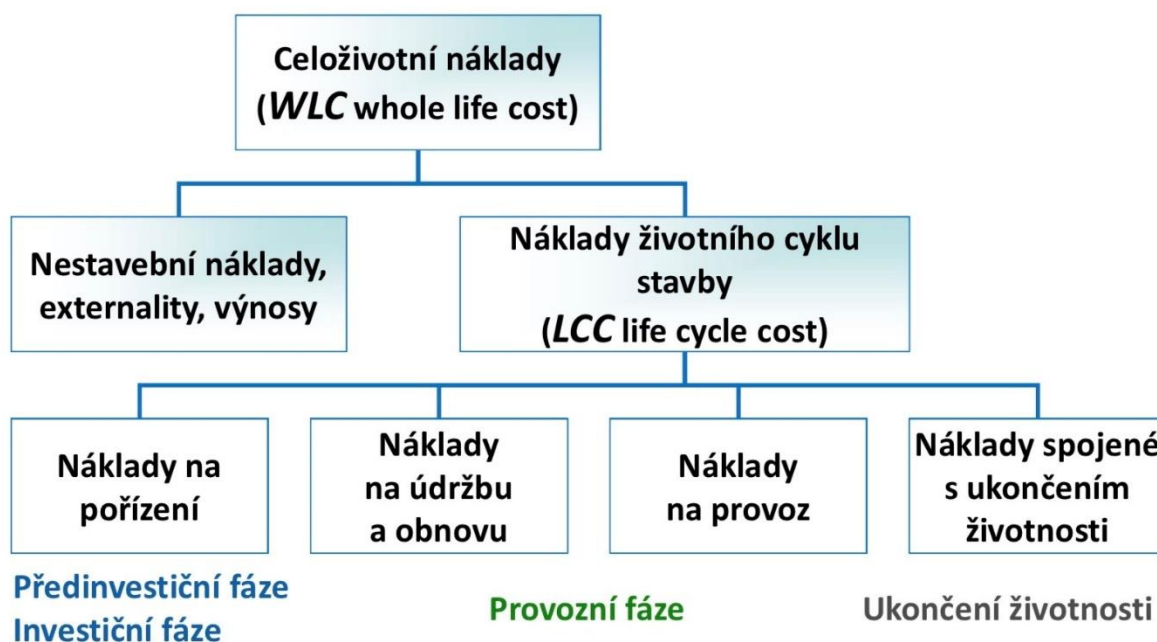 Celoživotní náklady
(WLC whole life cost)
Nestavební náklady,
externality, výnosy
Náklady životního cyklu
stavby
(LCC life cycle cost)
Náklady na
pořízení
Náklady
na údržbu
a obnovu
Náklady
na provoz
Náklady spojené
s ukončením
životnosti
Předinvestiční fáze
Investiční fáze
Provozní fáze
Ukončení životnosti